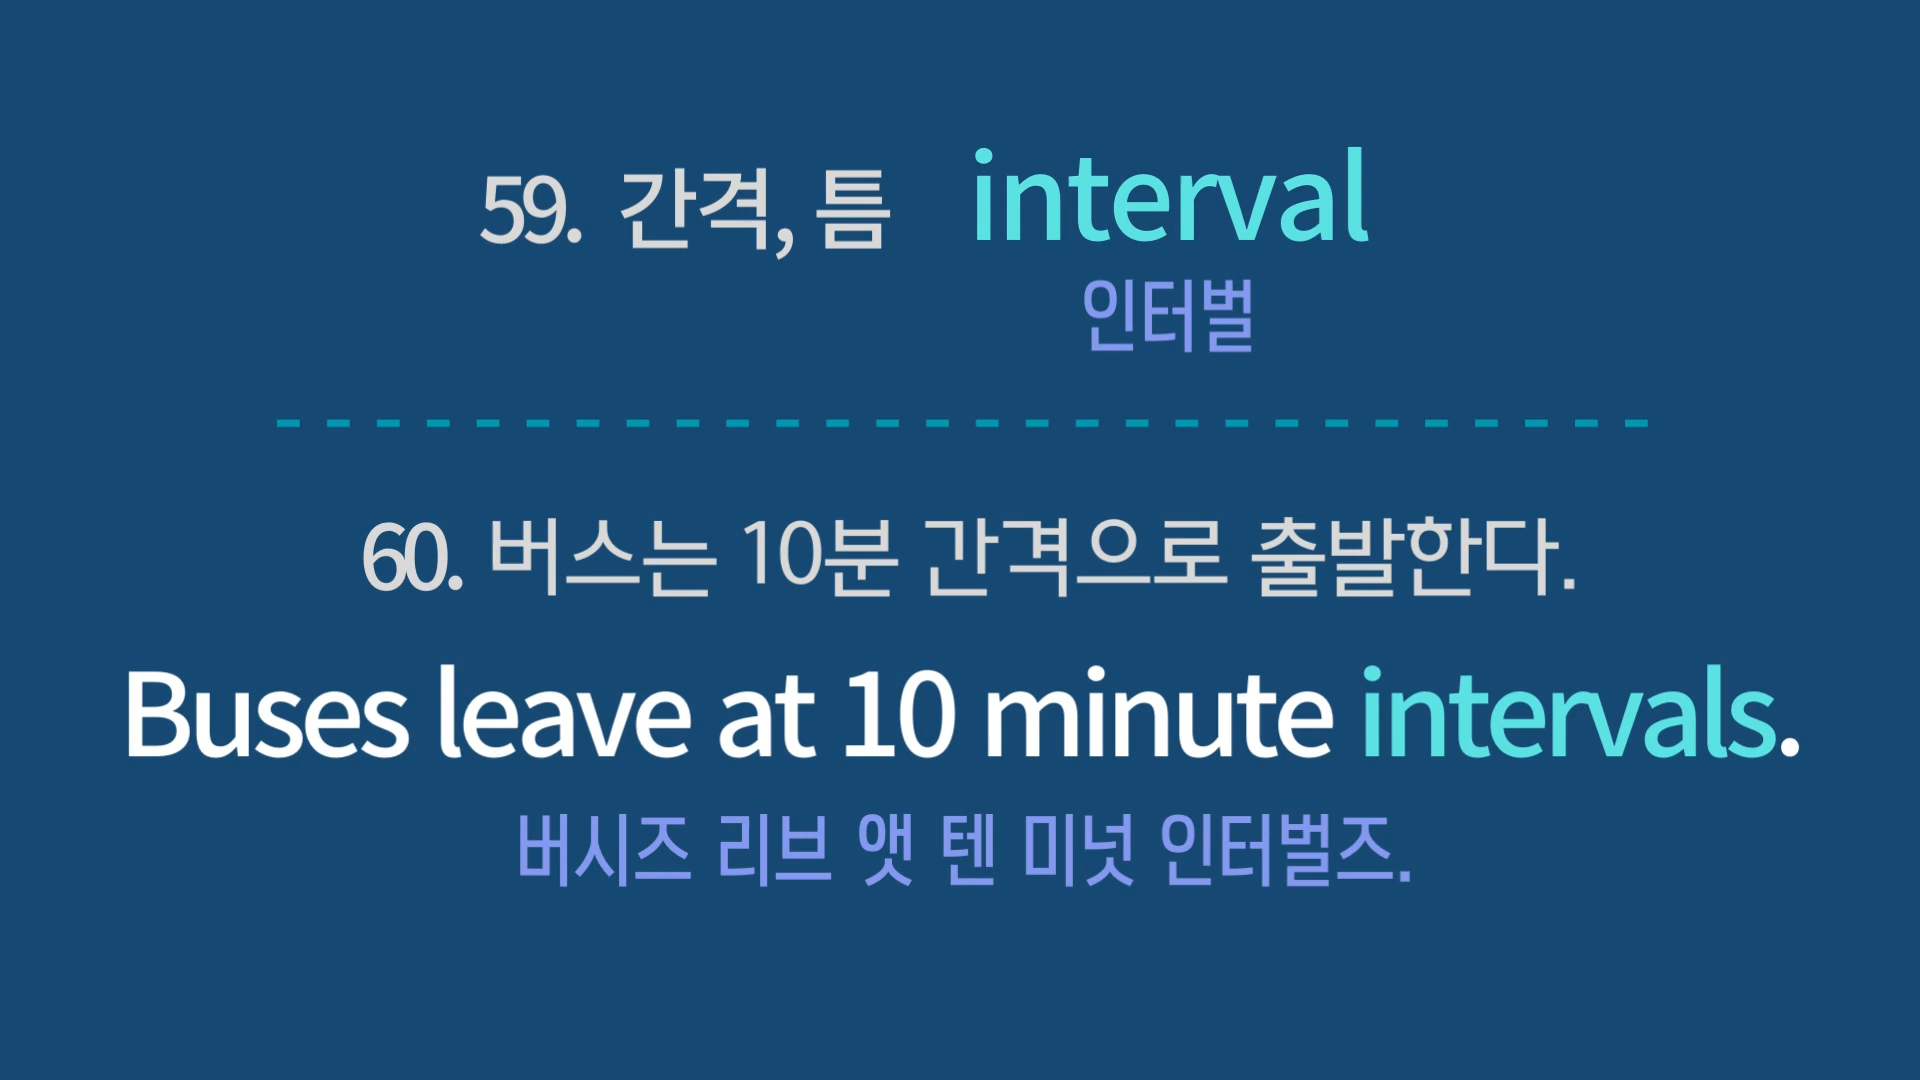 59. 간격, 틈 interval
인터벌
60. 버스는 10분 간격으로 출발한다.
Buses leave at 10 minute intervals.
버시즈 리브 앳 텐 미넛 인터벌즈.